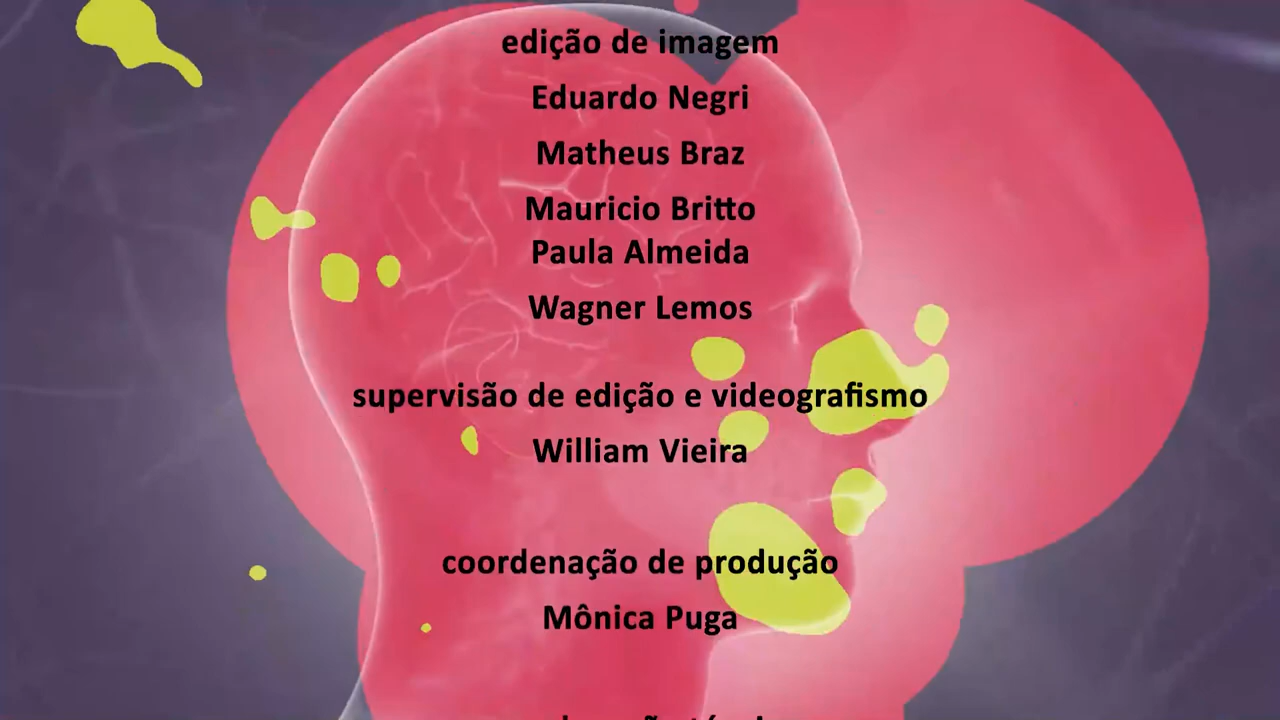 edição de imagem
Eduardo Negri
Matheus Braz
Mauricio Britto
Paula Almeida
Wagner Lemos
supervisão de edição e videografismo
William Vieira
coordenação de produção
Mônica Puga